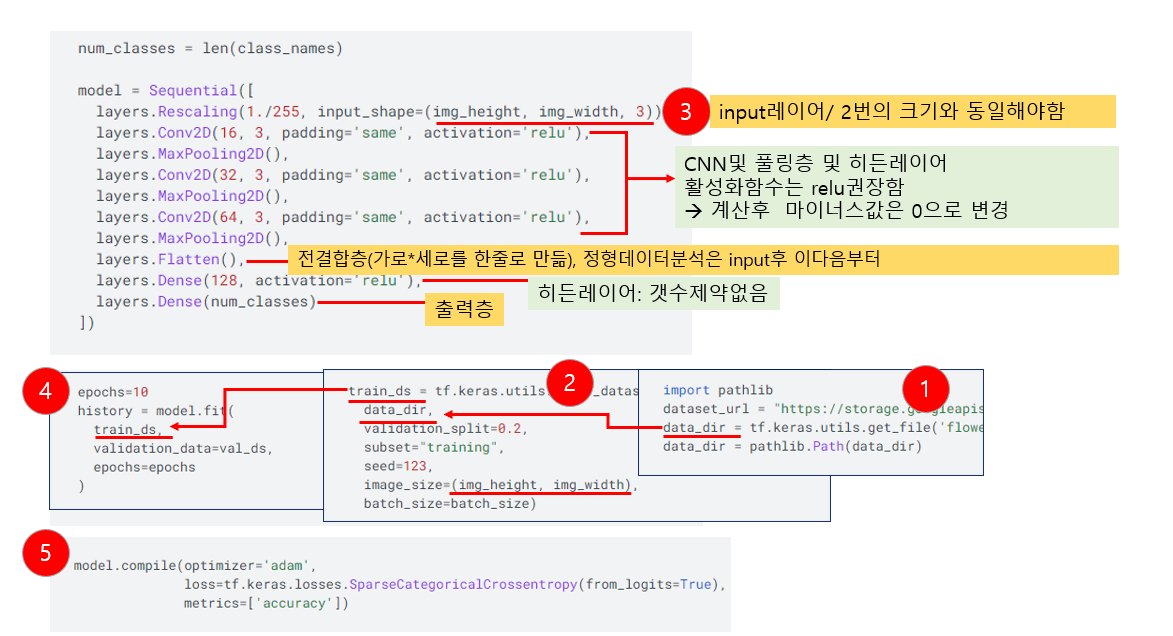 num_classes = len(class_names)
model = Sequential([
layers.Rescaling(1./255, input_shape=(img_height, img_width, 3))
3
input레이어/ 2번의 크기와 동일해야함
layers.Conv2D(16, 3, padding='same', activation='relu'),
layers.MaxPooling2D(),
layers.Conv2D(32, 3, padding='same', activation='relu'),
layers.MaxPooling2D(),
layers.Conv2D(64, 3, padding='same', activation='relu'),
layers.MaxPooling2D(),
CNN및 풀링층 및 히든레이어
활성화함수는 relu권장함
→ 계산후 마이너스값은 0으로 변경
layers.Flatten(),
전결합층(가로*세로를 한줄로 만듦), 정형데이터분석은 input후 이다음부터
layers.Dense(128, activation='relu'),
히든레이어: 갯수제약없음
layers.Dense(num_classes)
출력층
])
4
epochs=10
history = model.fit(
train_ds,
validation_data=val_ds,
epochs=epochs
)
2
train_ds = tf.keras.utils. _datas
data_dir,
validation_split=0.2,
subset="training",
seed=123,
image_size=(img_height, img_width),
batch_size=batch_size)
1
import pathlib
dataset_url = "https://storage.googleapis
data_dir = tf.keras.utils.get_file('flowe
data_dir = pathlib.Path(data_dir)
5
model.compile(optimizer='adam',
loss=tf.keras.losses.SparseCategoricalCrossentropy(from_logits=True),
metrics=['accuracy'])